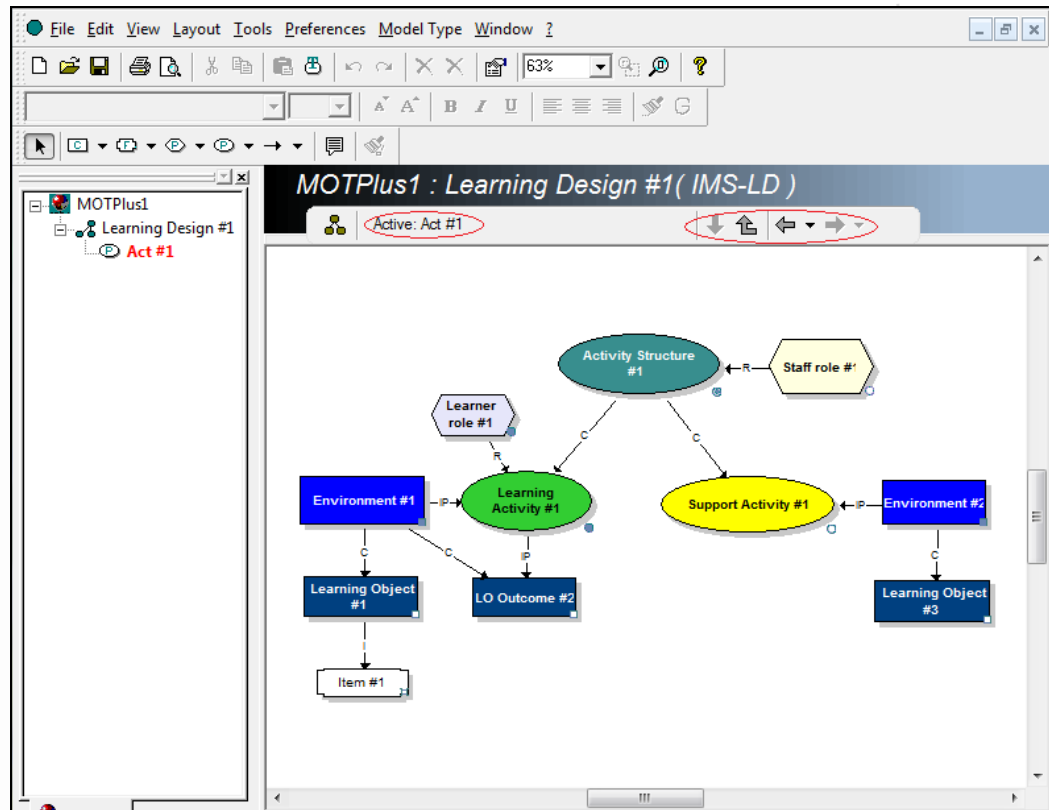 File Edit View Layout Tools Preferences Model Type Window ?
63%
B I U G
C F P P
MOTPlus1 : Learning Design #1( IMS-LD )
MOTPlus1
Learning Design #1
P Act #1
Active: Act #1
Activity Structure
#1
R
Staff role #1
Learner
role #1
C
C
R
Environment #1
IP
Learning
Activity #1
Support Activity #1
IP
Environment #2
C
C
IP
C
Learning Object
#1
LO Outcome #2
Learning Object
#3
I
Item #1